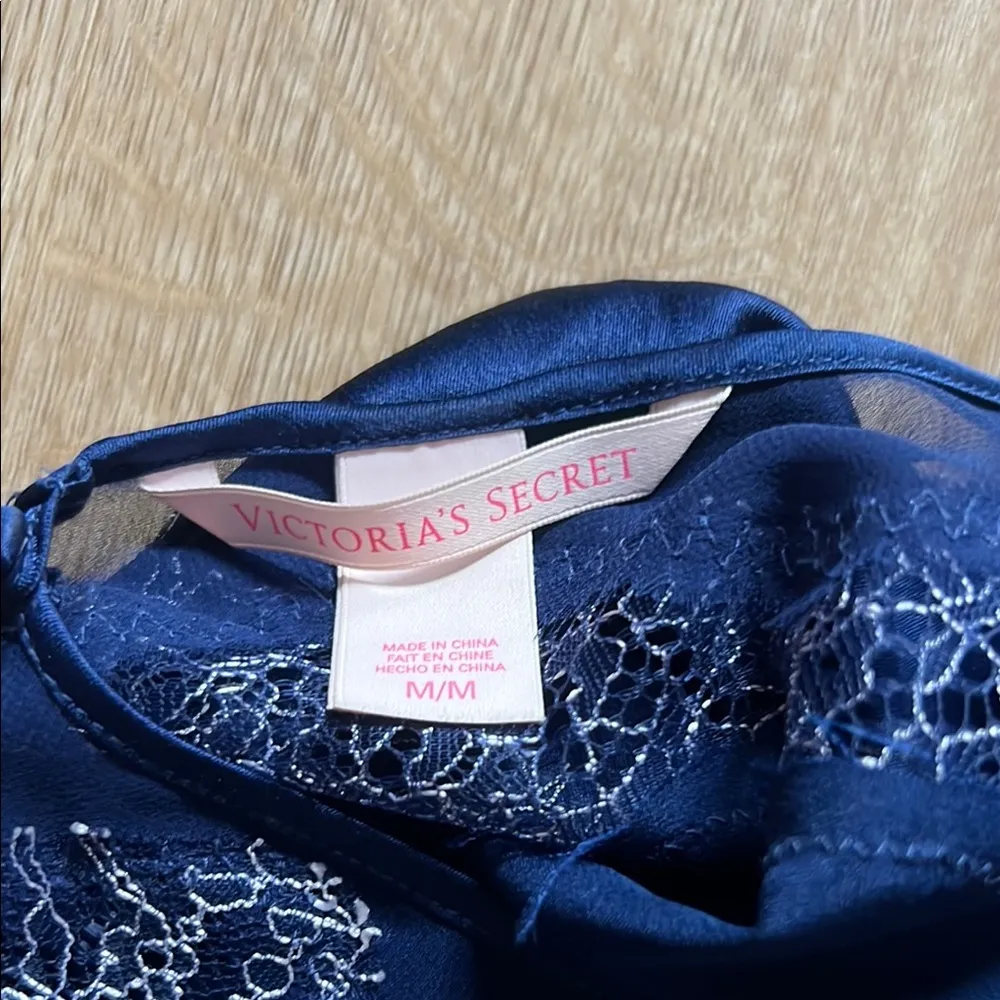 VICTORIA'S SECRET
MADE IN CHINA
FAIT EN CHINE
HECHO EN CHINA
M/M